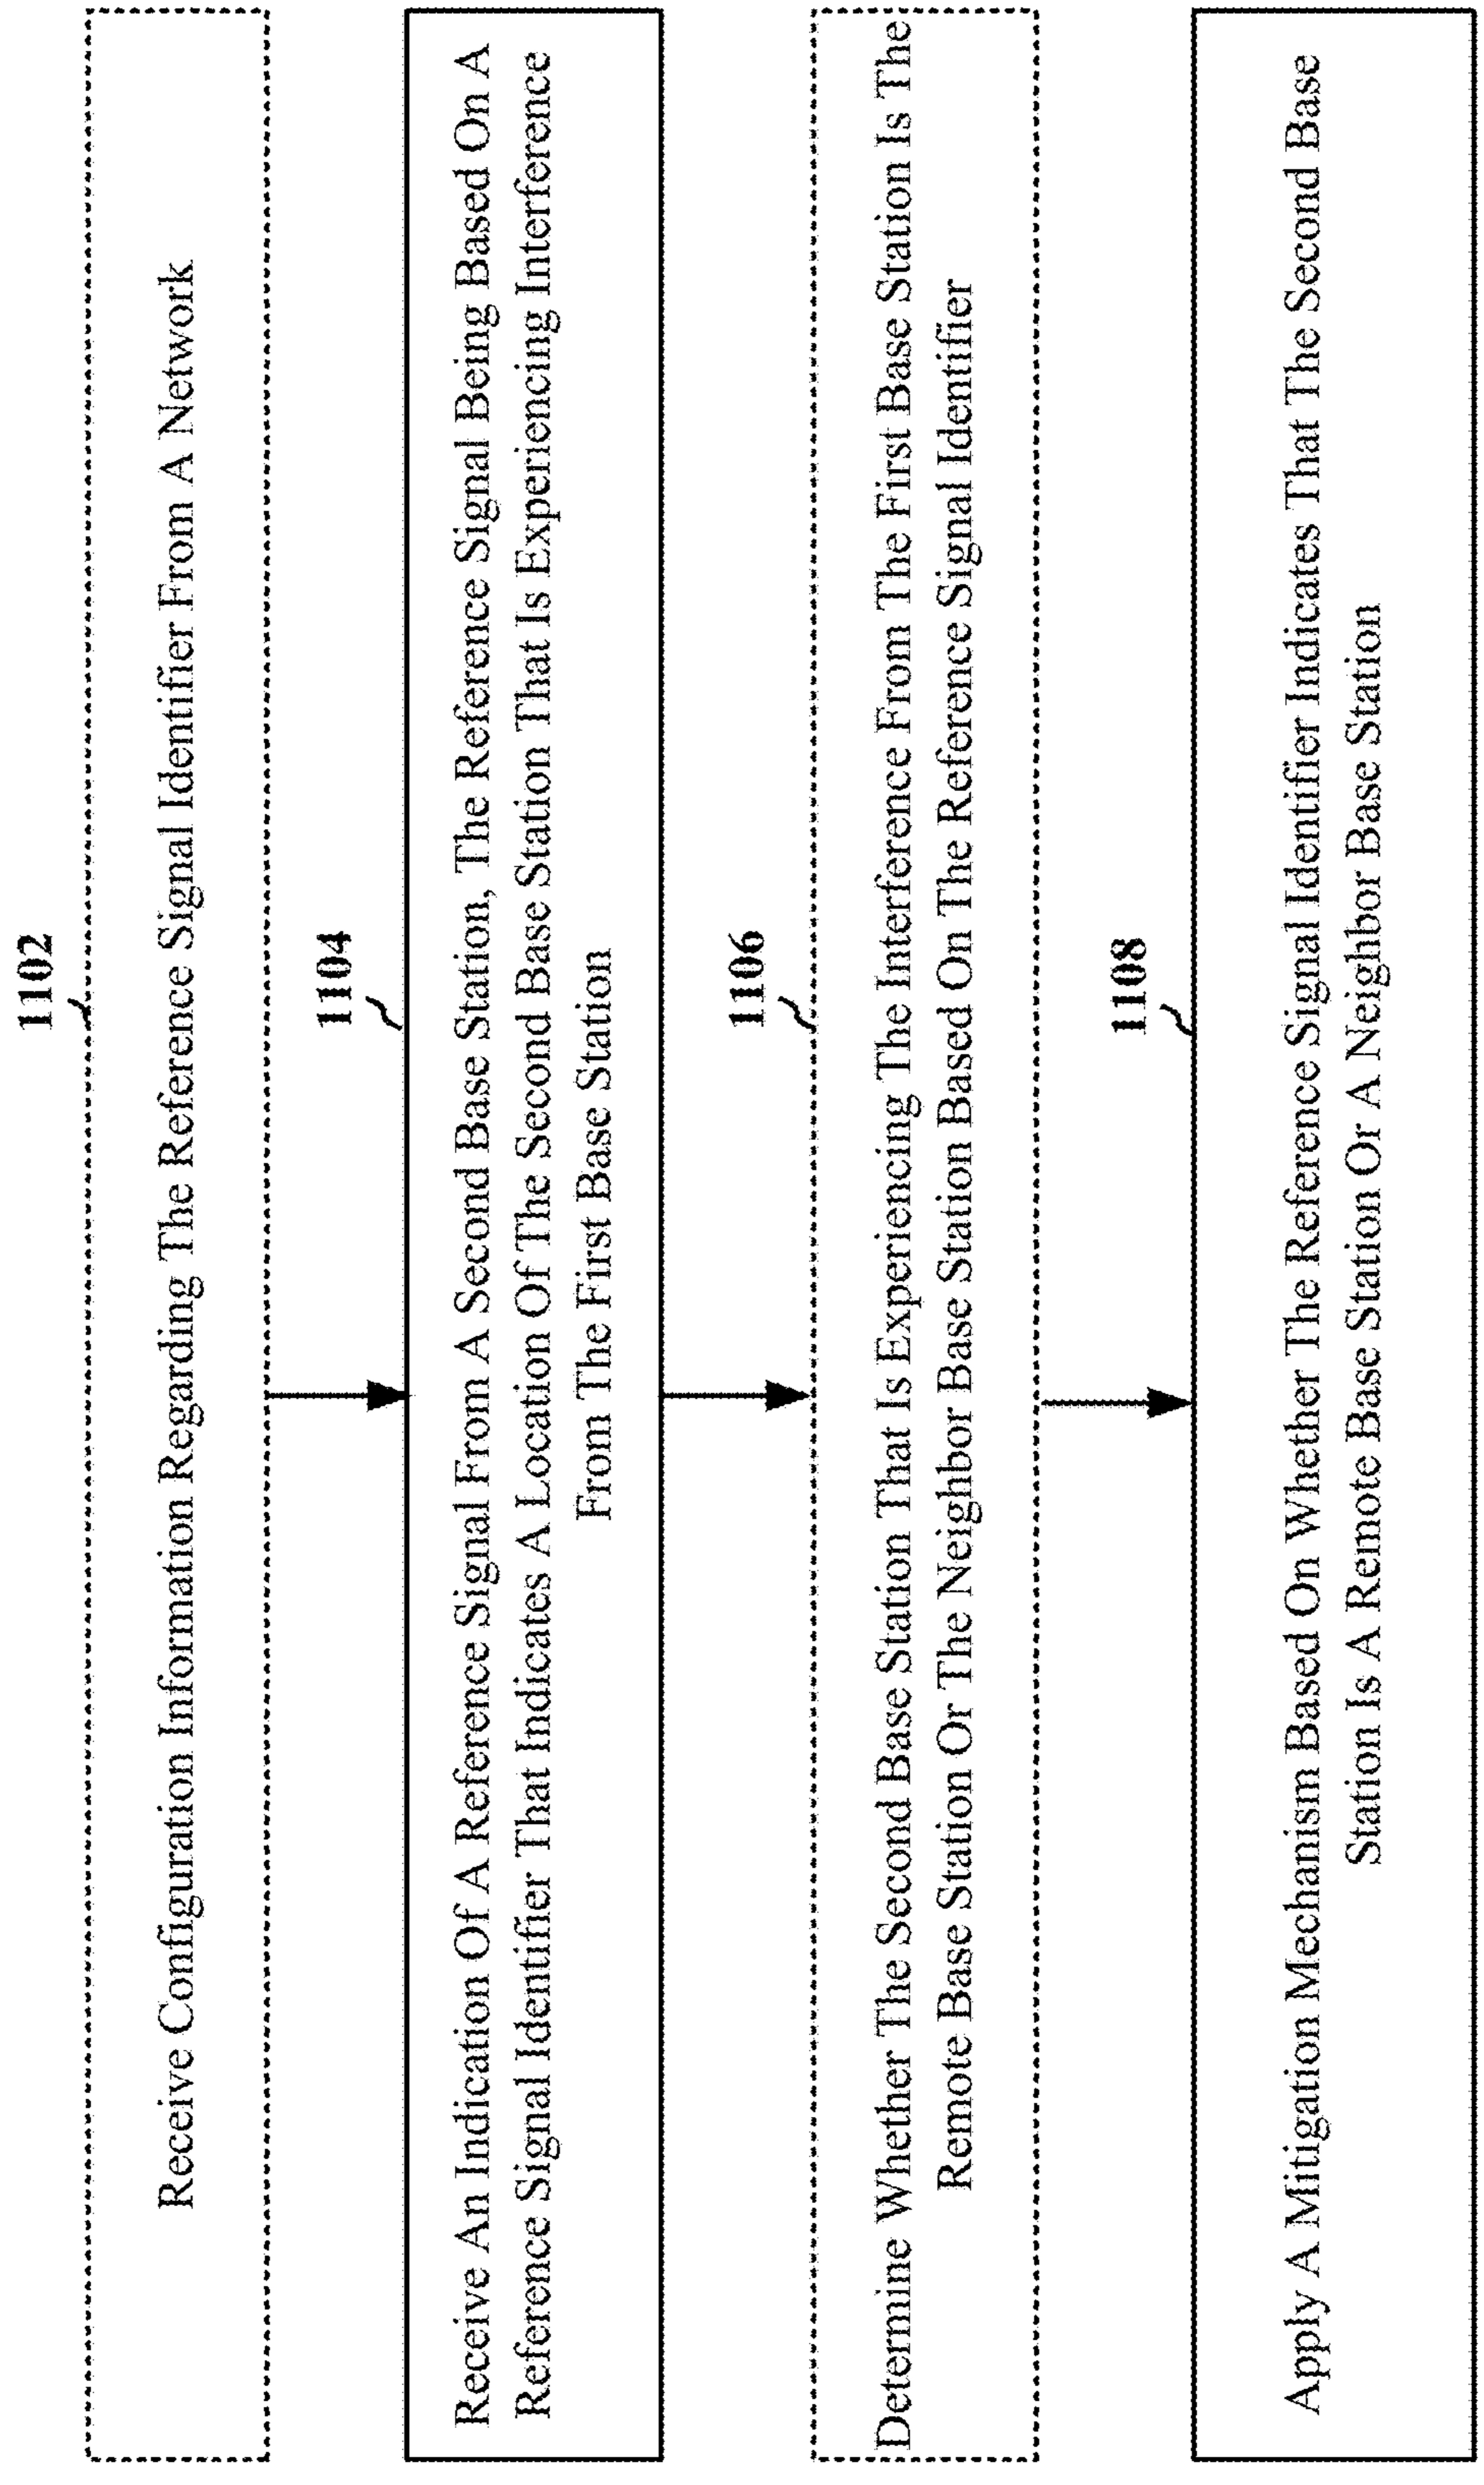 1102
Receive Configuration Information Regarding The Reference Signal Identifier From A Network
1104
Receive An Indication Of A Reference Signal From A Second Base Station, The Reference Signal Being Based On A
Reference Signal Identifier That Indicates A Location Of The Second Base Station That Is Experiencing Interference
From The First Base Station
1106
Determine Whether The Second Base Station That Is Experiencing The Interference From The First Base Station Is The
Remote Base Station Or The Neighbor Base Station Based On The Reference Signal Identifier
1108
Apply A Mitigation Mechanism Based On Whether The Reference Signal Identifier Indicates That The Second Base
Station Is A Remote Base Station Or A Neighbor Base Station